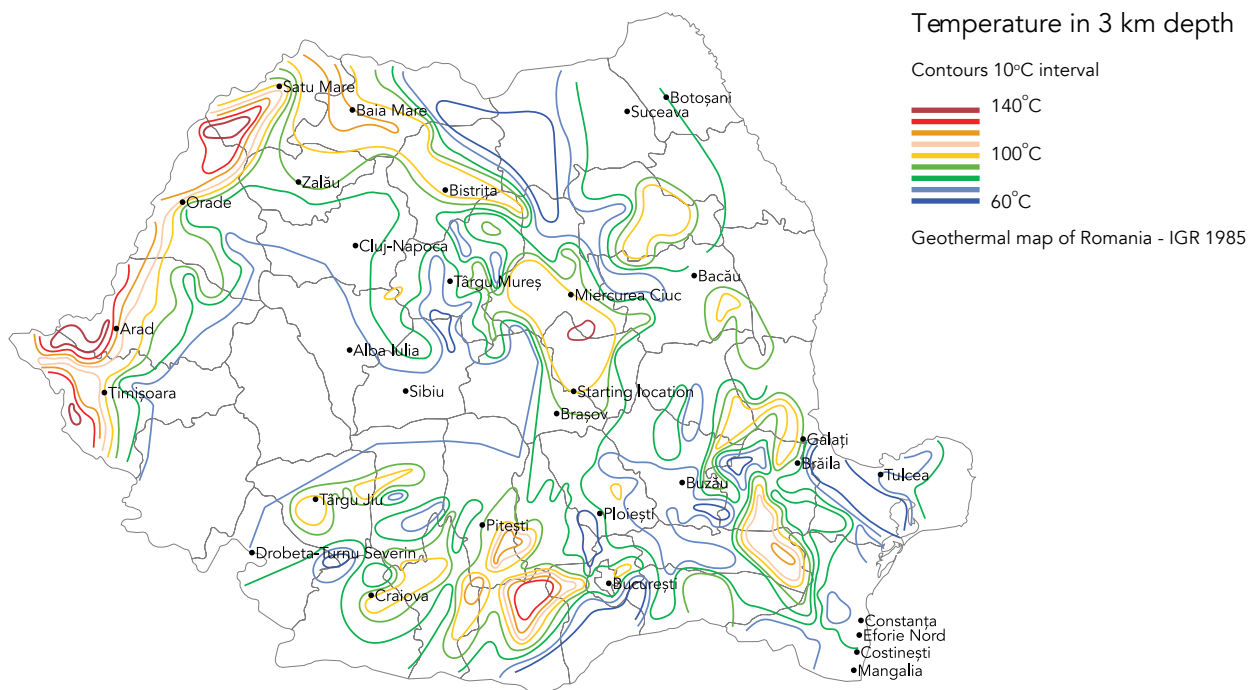 Temperature in 3 km depth
Contours 10°C interval
140°C
100°C
60°C
Geothermal map of Romania - IGR 1985
Satu Mare
Baia Mare
Botoșani
Suceava
Zalău
Bistrița
Orade
Cluj-Napoca
Târgu Mureș
Bacău
Miercurea Ciuc
Arad
Alba Iulia
Timișoara
Sibiu
Starting location
Brașov
Galați
Brăila
Tulcea
Buzău
Târgu Jiu
Ploiești
Pitești
Drobeta-Turnu Severin
București
Craiova
Constanța
Eforie Nord
Costinești
Mangalia